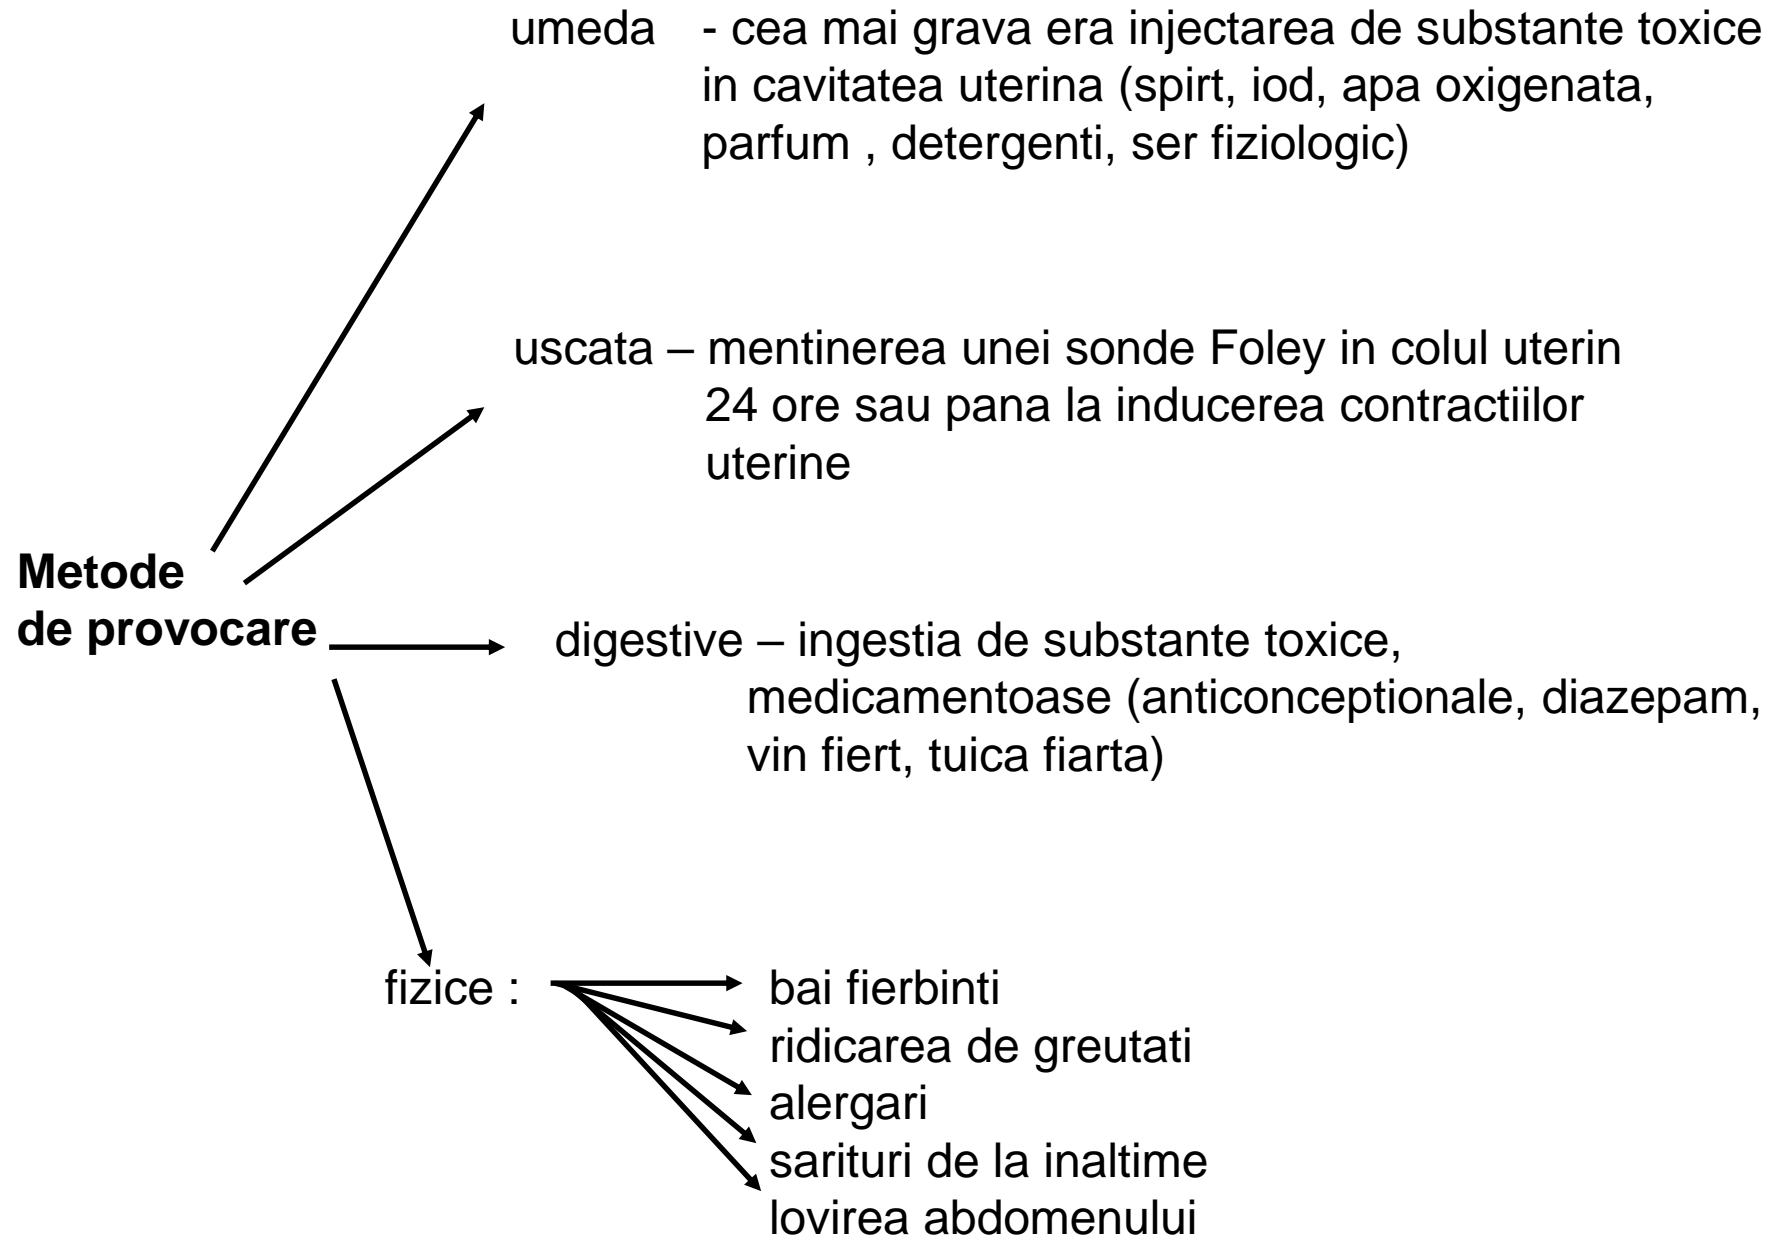 umeda - cea mai grava era injectarea de substante toxice
in cavitatea uterina (spirt, iod, apa oxigenata,
parfum , detergenti, ser fiziologic)
uscata – mentinerea unei sonde Foley in colul uterin
24 ore sau pana la inducerea contractiilor
uterine
Metode
de provocare
digestive – ingestia de substante toxice,
medicamentoase (anticonceptionale, diazepam,
vin fiert, tuica fiarta)
fizice :
bai fierbinti
ridicarea de greutati
alergari
sarituri de la inaltime
lovirea abdomenului